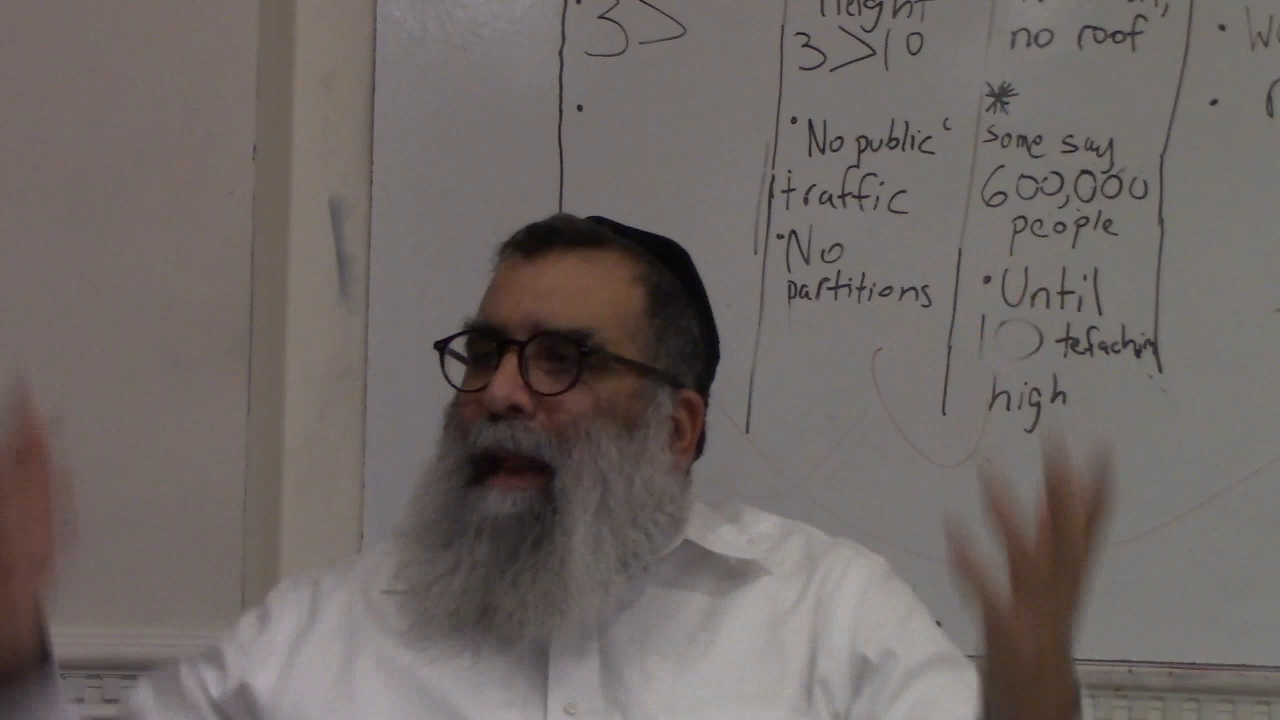 3>
Height
3>10
• No public
traffic
• No
partitions
no roof
*
some say
600,000
people
• Until
10 tefachim
high